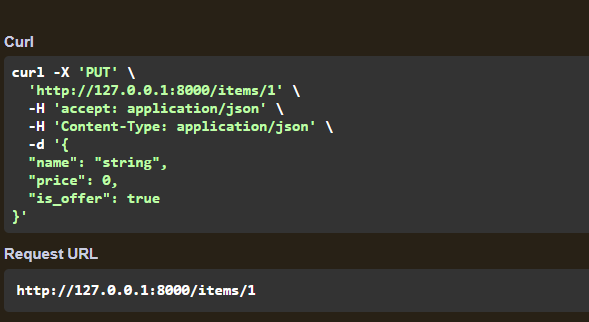 Curl
curl -X 'PUT' \
  'http://127.0.0.1:8000/items/1' \
  -H 'accept: application/json' \
  -H 'Content-Type: application/json' \
  -d '{
  "name": "string",
  "price": 0,
  "is_offer": true
}'
Request URL
http://127.0.0.1:8000/items/1